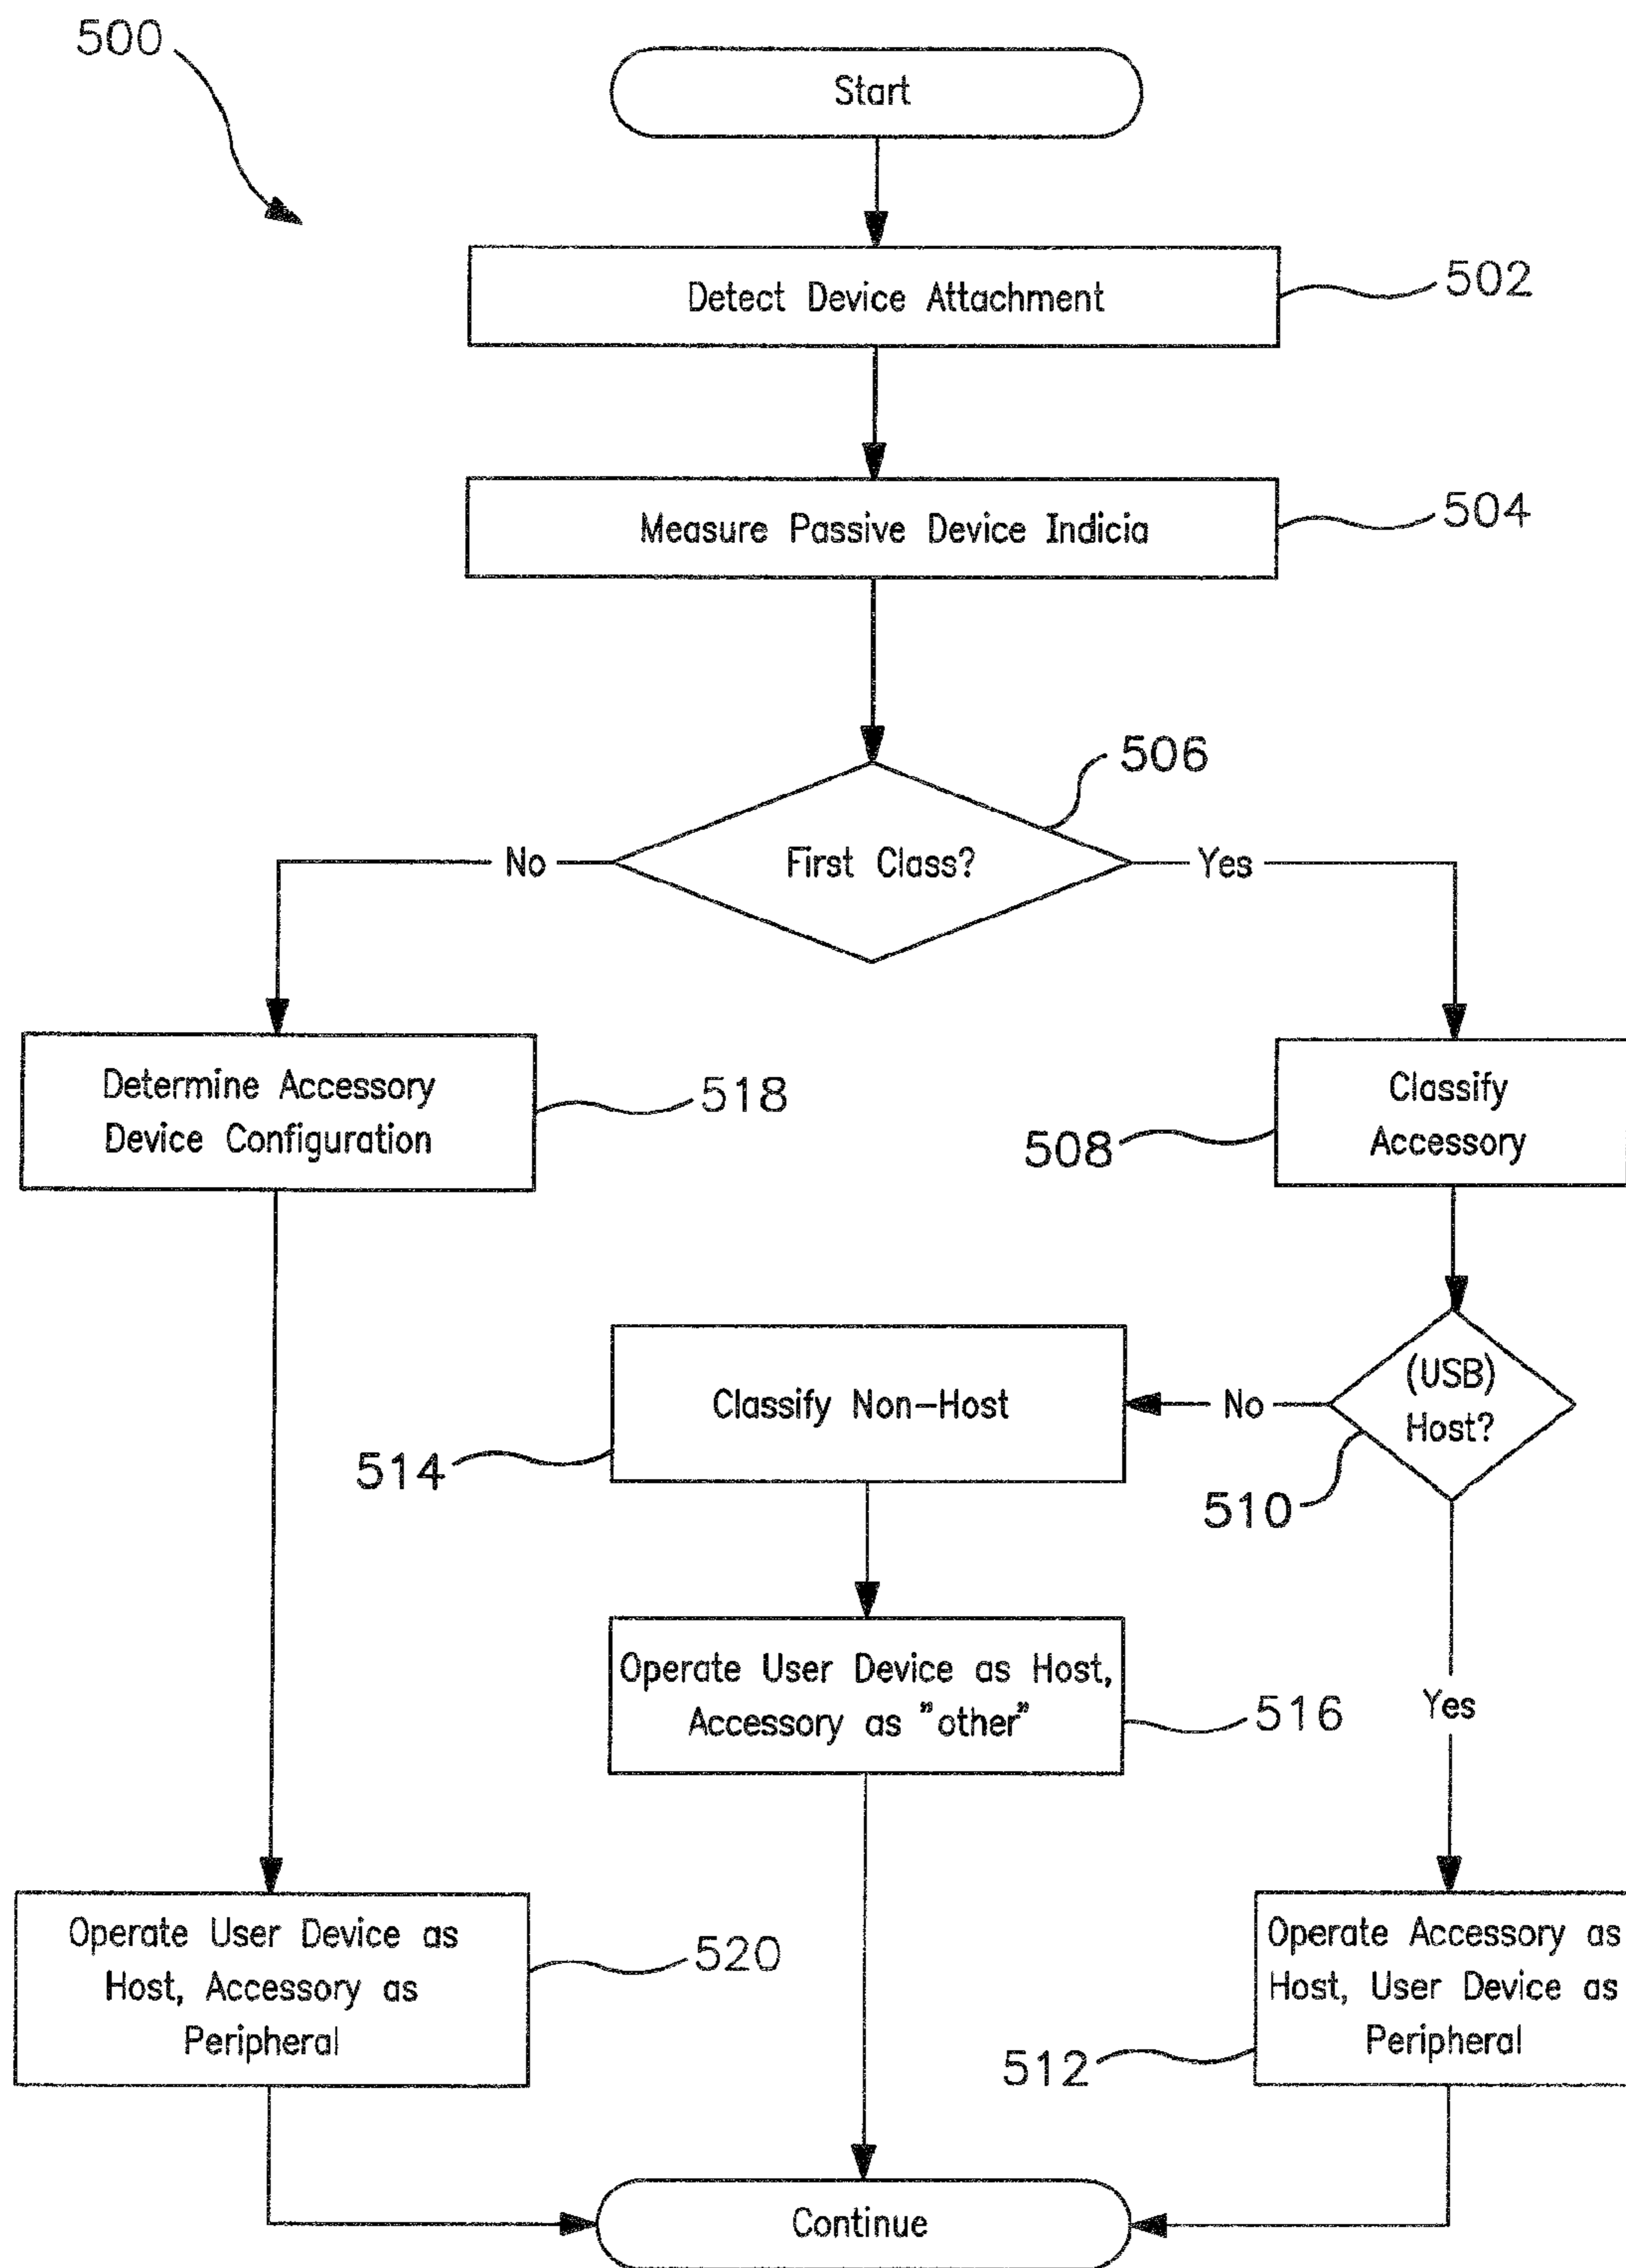 500
Start
Detect Device Attachment
502
Measure Passive Device Indicia
504
506
First Class?
No
Yes
Determine Accessory
Device Configuration
518
Classify
Accessory
508
(USB)
Host?
510
No
Classify Non-Host
514
Operate User Device as Host,
Accessory as "other"
516
Yes
Operate User Device as
Host, Accessory as
Peripheral
520
Operate Accessory as
Host, User Device as
Peripheral
512
Continue